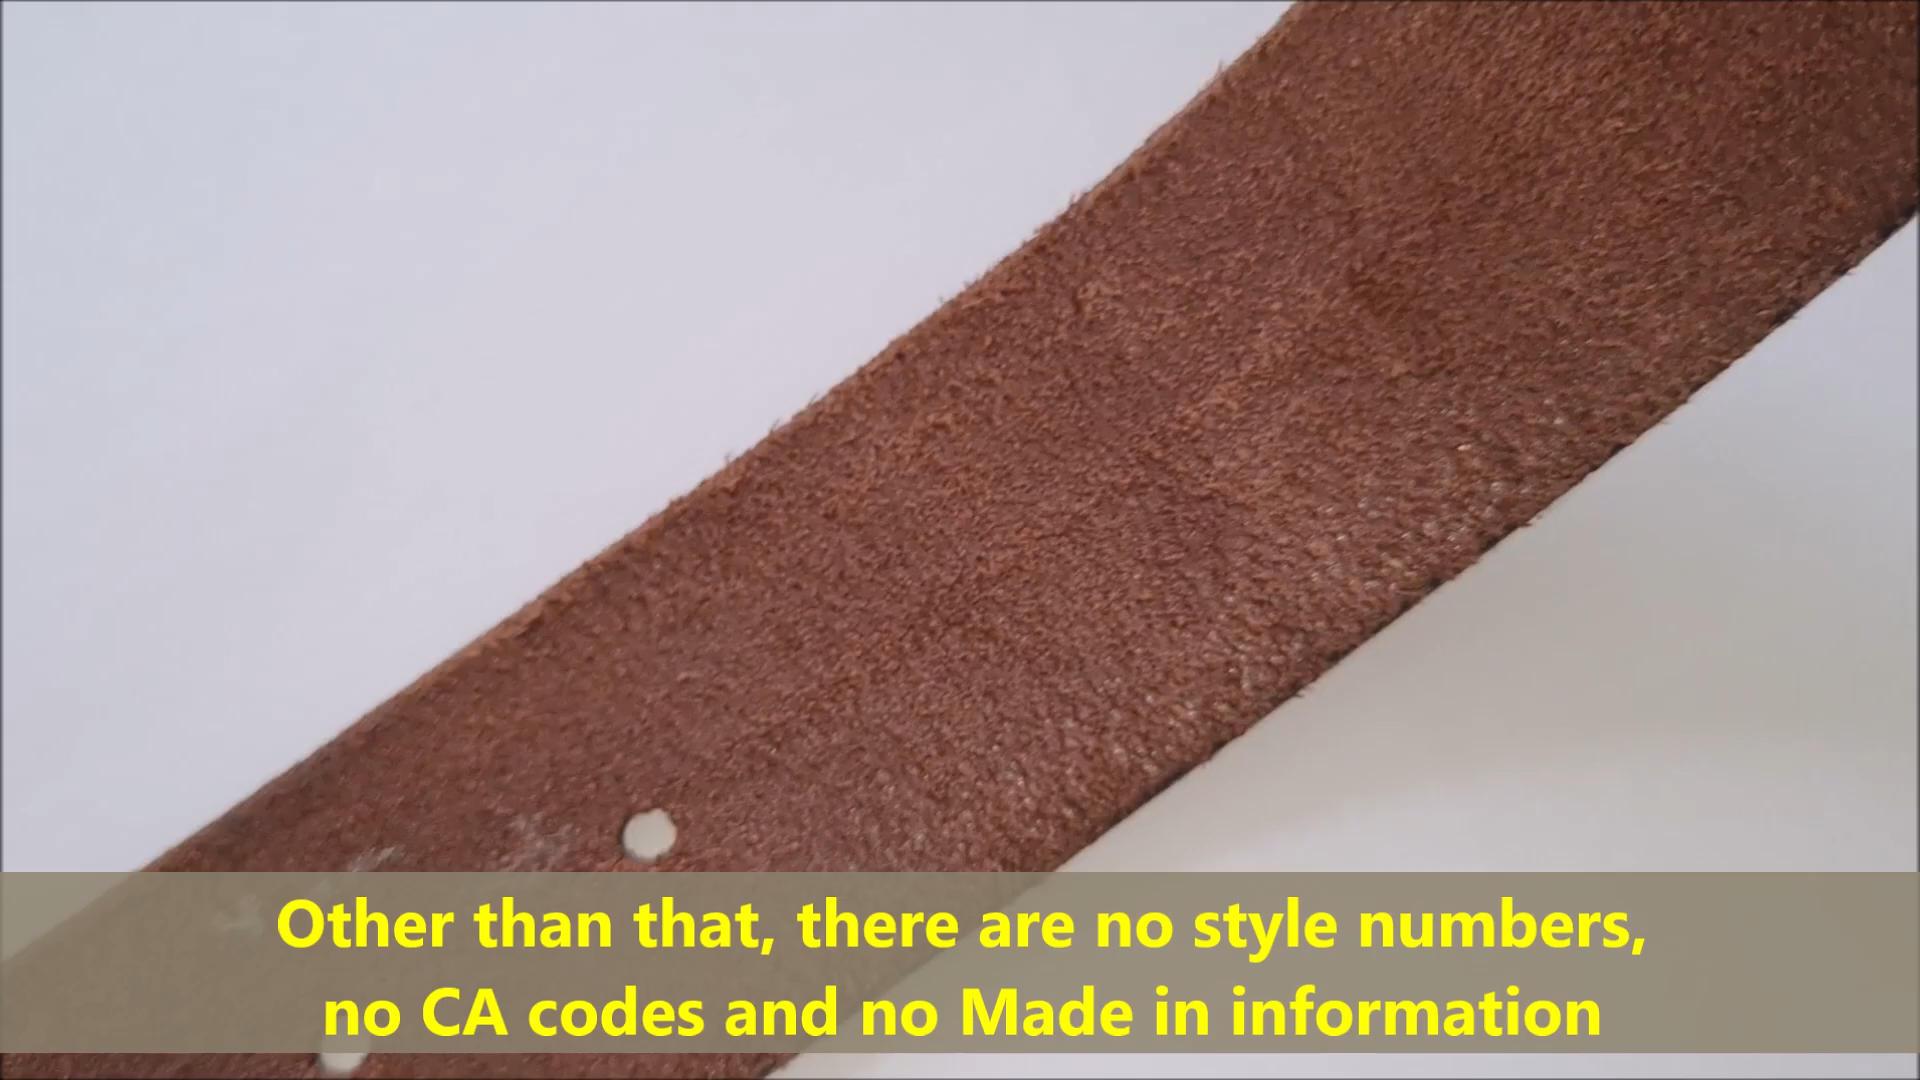 Other than that, there are no style numbers,
no CA codes and no Made in information